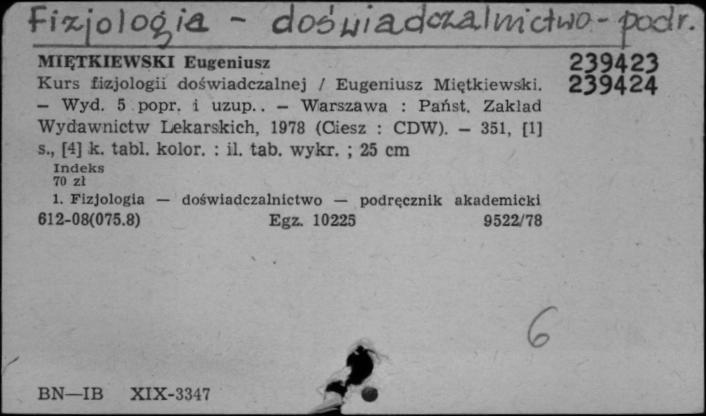 Fizjologia - doświadczalnictwo - podr.
MIĘTKIEWSKI Eugeniusz 239423
Kurs fizjologii doświadczalnej / Eugeniusz Miętkiewski. 239424
— Wyd. 5 popr. i uzup.. — Warszawa : Państ. Zakład
Wydawnictw Lekarskich, 1978 (Ciesz : CDW). — 351, [1]
s., [4] k. tabl. kolor. : il. tab. wykr. ; 25 cm
Indeks
70 zł
1. Fizjologia — doświadczalnictwo — podręcznik akademicki
612-08(075.8) Egz. 10225 9522/78
6
BN—IB XIX-3347